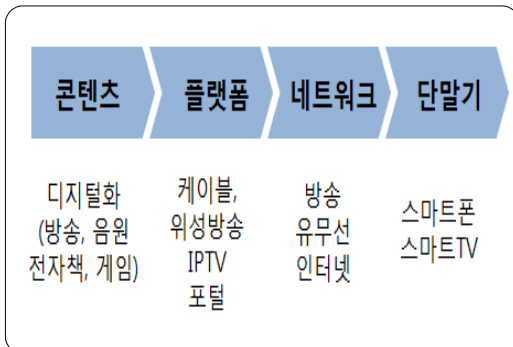 콘텐츠
플랫폼
네트워크
단말기
디지털화
(방송, 음원
전자책, 게임)
케이블,
위성방송
IPTV
포털
방송
유무선
인터넷
스마트폰
스마트TV